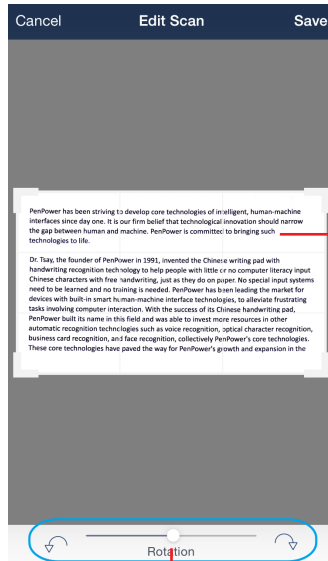 Cancel Edit Scan Save
PenPower has been striving to develop core technologies of intelligent, human-machine
interfaces since day one. It is our firm belief that technological innovation should narrow
the gap between human and machine. PenPower is committed to bringing such
technologies to life.
Dr. Tsay, the founder of PenPower in 1991, invented the Chinese writing pad with
handwriting recognition technology to help people with little or no computer literacy input
Chinese characters with free handwriting, just as they do on paper. No special input systems
need to be learned and no training is needed. PenPower has been leading the market for
devices with built-in smart human-machine interface technologies, to alleviate frustrating
tasks involving computer interaction. With the success of its Chinese handwriting pad,
PenPower built its name in this field and was able to invest more resources in other
automatic recognition technologies such as voice recognition, optical character recognition,
business card recognition, and face recognition, collectively PenPower's core technologies.
These core technologies have paved the way for PenPower's growth and expansion in the
Rotation